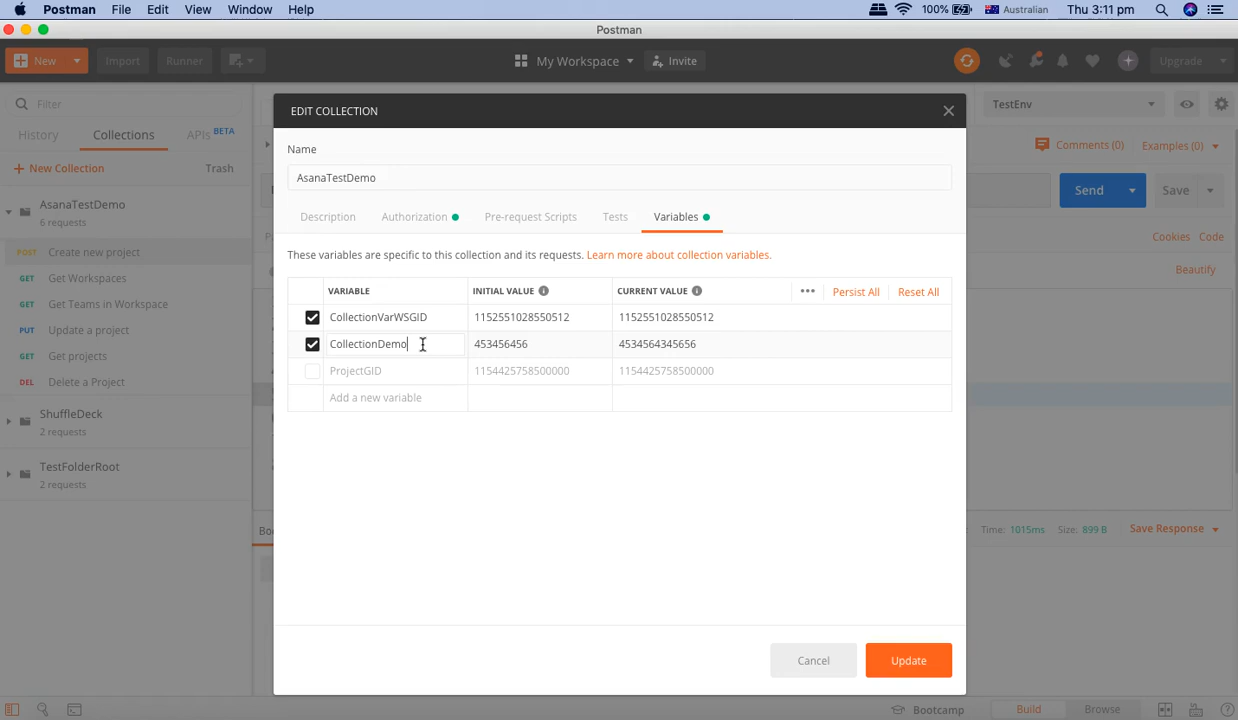 Postman File Edit View Window Help 100% Australian Thu 3:11 pm
Postman
New Import Runner My Workspace Invite Upgrade
Filter
History Collections APIs BETA
New Collection Trash
AsanaTestDemo
6 requests
POST Create new project
GET Get Workspaces
GET Get Teams in Workspace
PUT Update a project
GET Get projects
DEL Delete a Project
ShuffleDeck
2 requests
TestFolderRoot
2 requests
EDIT COLLECTION
Name
AsanaTestDemo
Description Authorization Pre-request Scripts Tests Variables
These variables are specific to this collection and its requests. Learn more about collection variables.
VARIABLE INITIAL VALUE CURRENT VALUE ••• Persist All Reset All
CollectionVarWSGID 1152551028550512 1152551028550512
CollectionDemo 453456456 4534564345656
ProjectGID 1154425758500000 1154425758500000
Add a new variable
Cancel Update
TestEnv
Comments (0) Examples (0)
Send Save
Cookies Code
Beautify
Time: 1015ms Size: 899 B Save Response
Bootcamp Build Browse